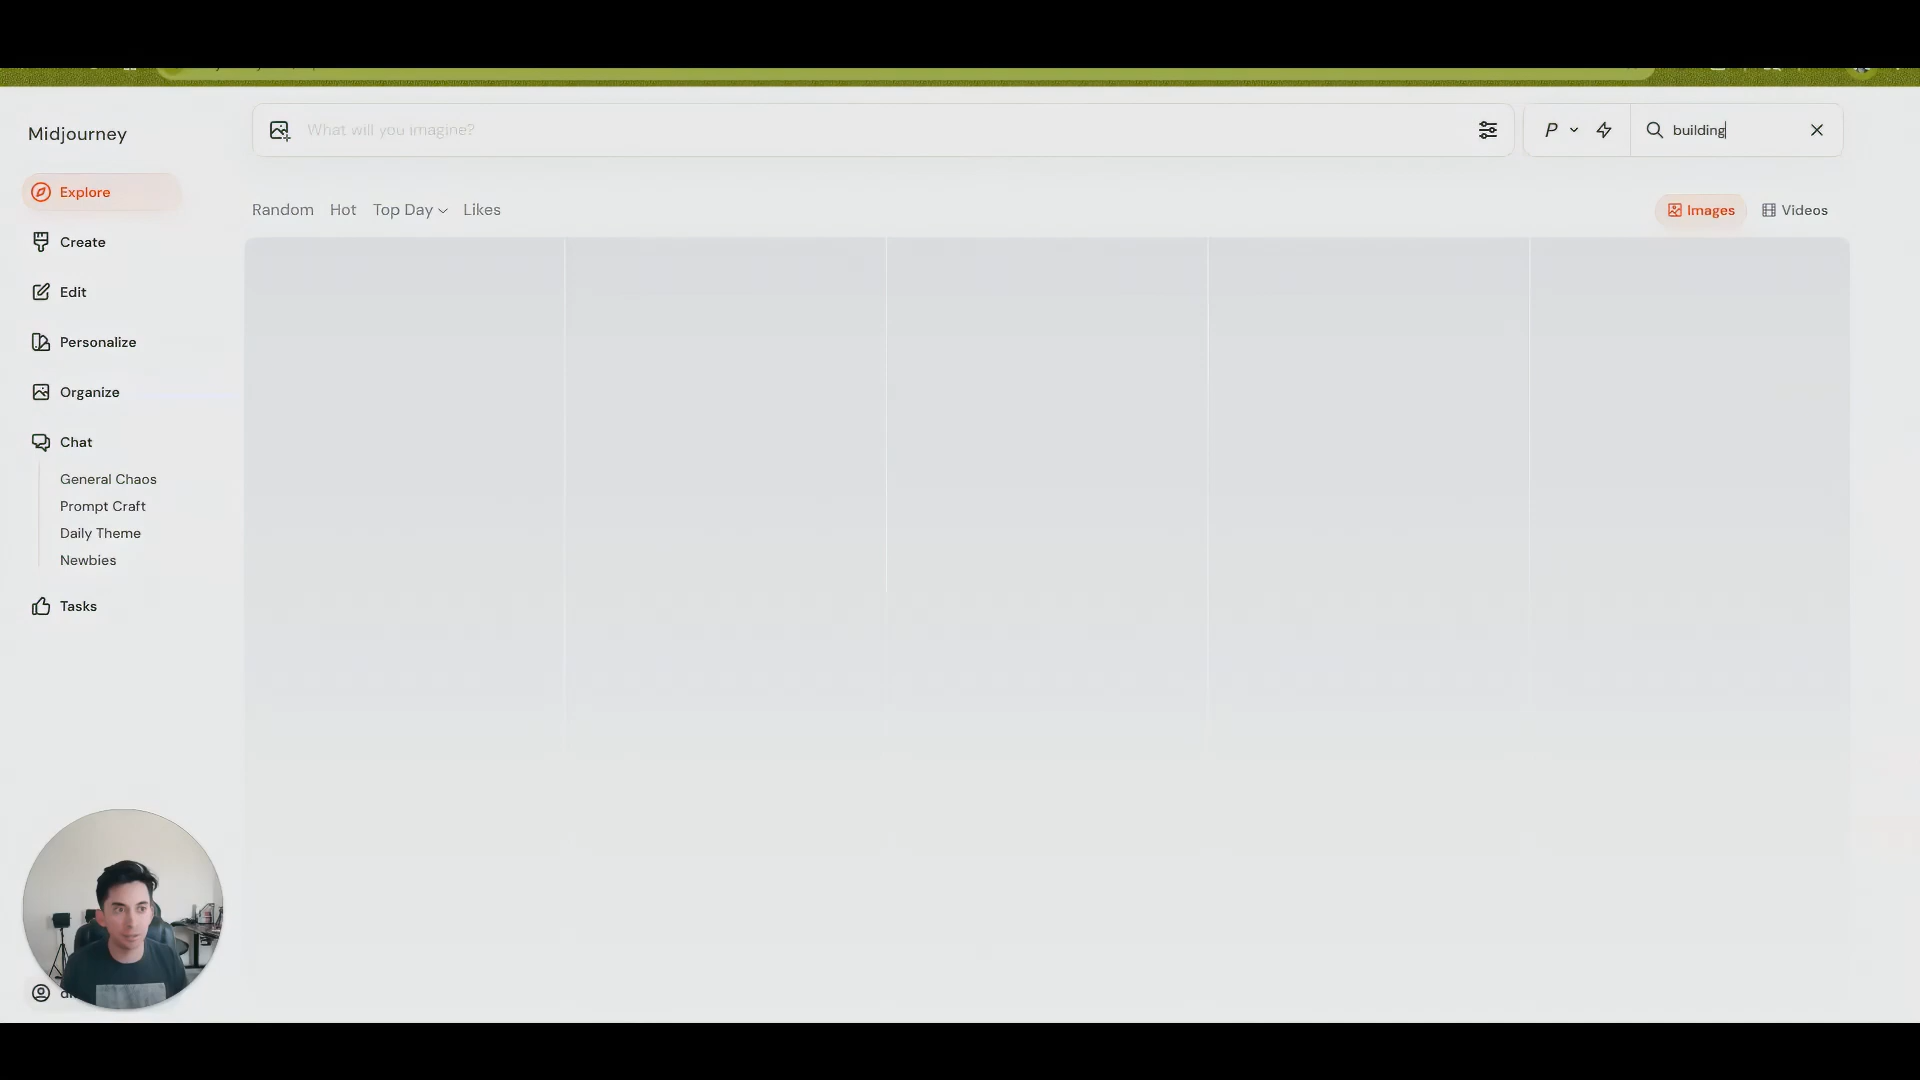 Midjourney
What will you imagine?
P
building
Explore
Random Hot Top Day Likes
Images Videos
Create
Edit
Personalize
Organize
Chat
General Chaos
Prompt Craft
Daily Theme
Newbies
Tasks